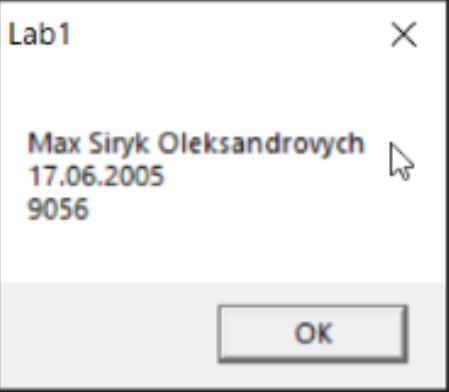 Lab1
Max Siryk Oleksandrovych
17.06.2005
9056
OK